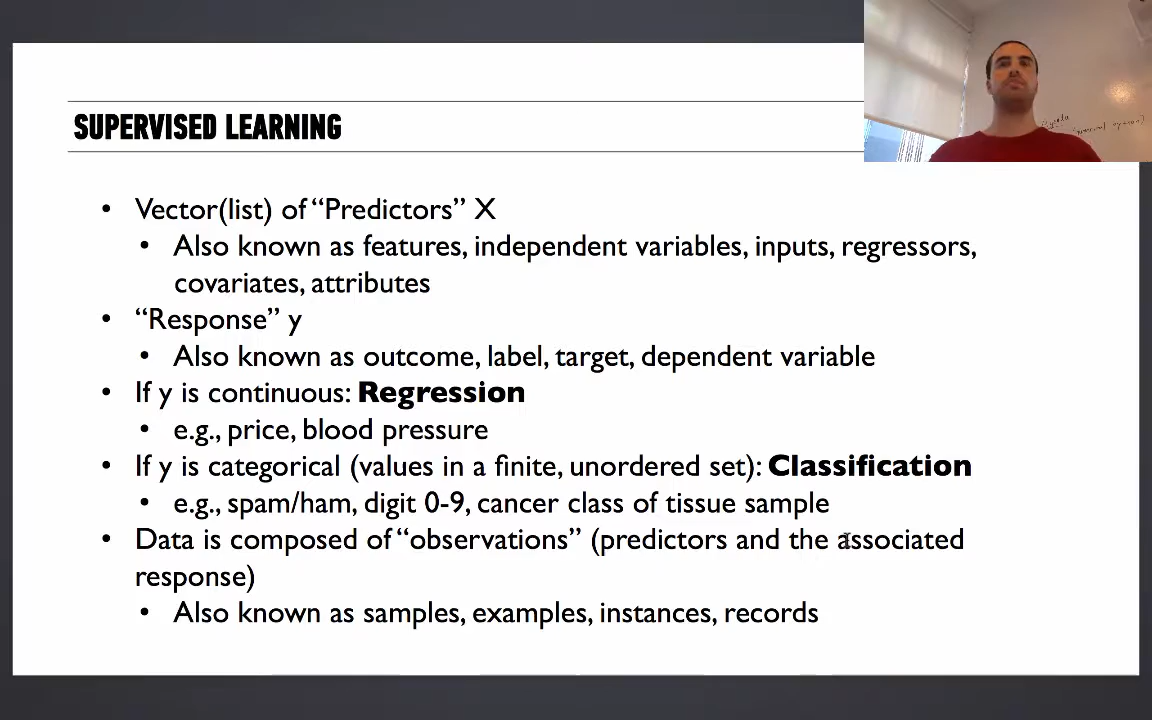 SUPERVISED LEARNING
• Vector(list) of “Predictors” X
• Also known as features, independent variables, inputs, regressors,
covariates, attributes
• “Response” y
• Also known as outcome, label, target, dependent variable
• If y is continuous: Regression
• e.g., price, blood pressure
• If y is categorical (values in a finite, unordered set): Classification
• e.g., spam/ham, digit 0-9, cancer class of tissue sample
• Data is composed of “observations” (predictors and the associated
response)
• Also known as samples, examples, instances, records